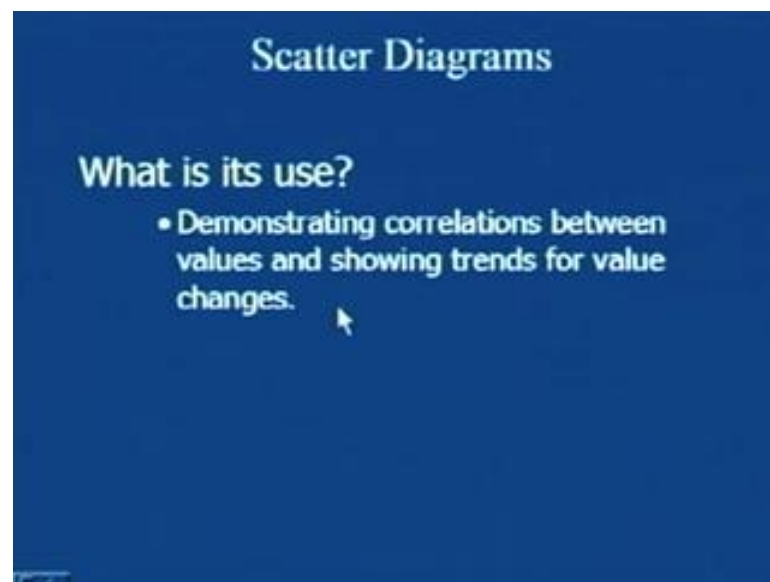 Scatter Diagrams
What is its use?
• Demonstrating correlations between
values and showing trends for value
changes.